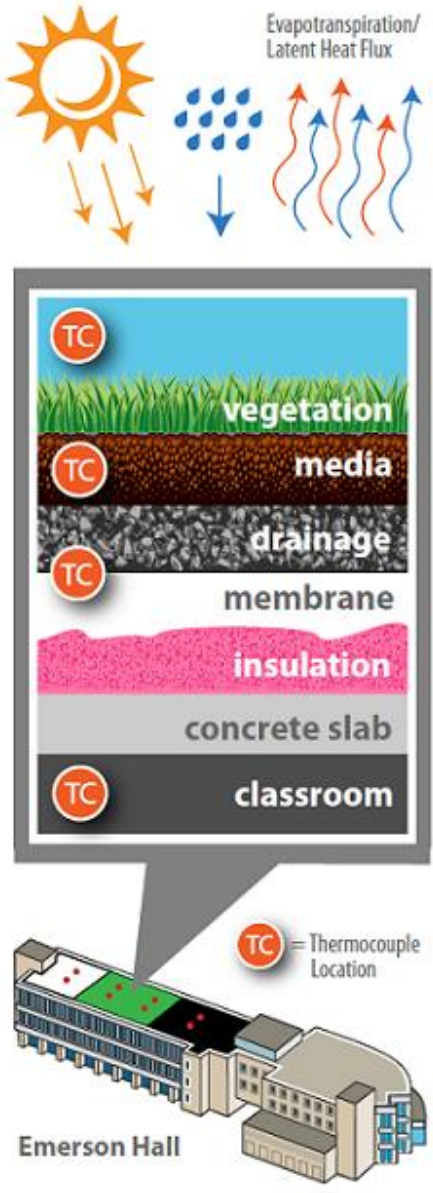 Evapotranspiration/
Latent Heat Flux
TC
vegetation
TC
media
drainage
TC
membrane
insulation
concrete slab
TC
classroom
TC = Thermocouple
Location
Emerson Hall